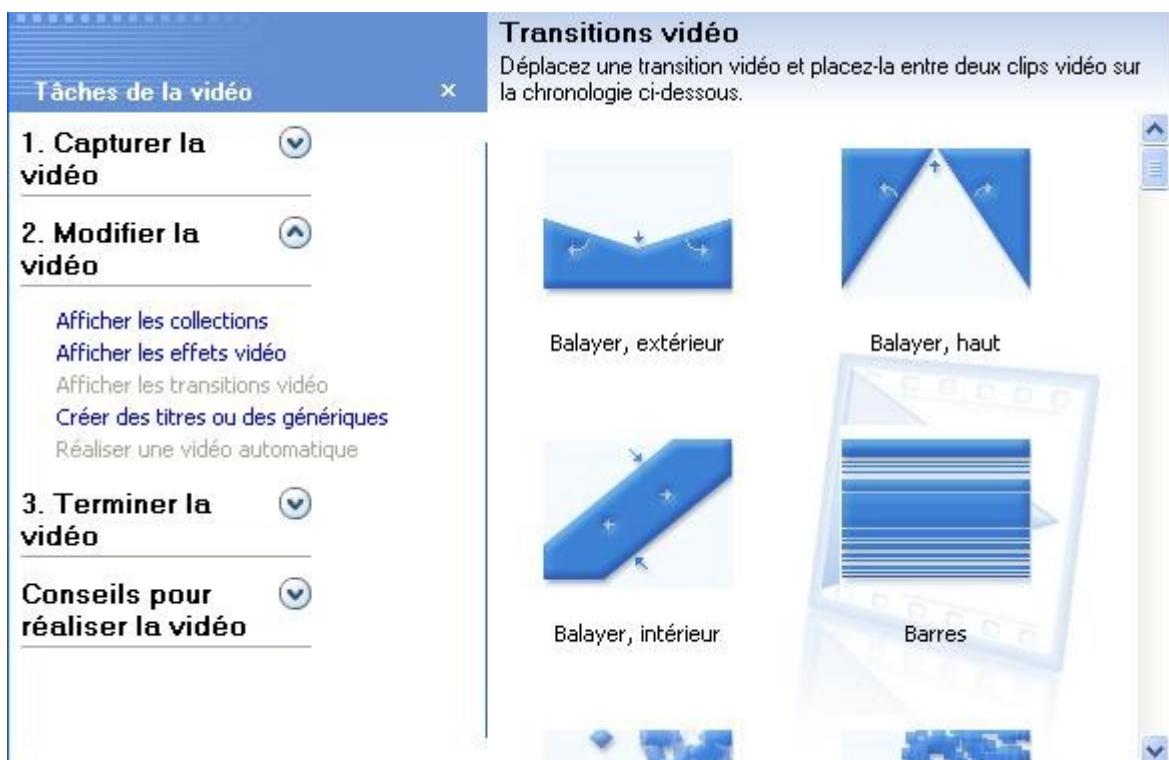 Tâches de la vidéo
1. Capturer la
vidéo
2. Modifier la
vidéo
Afficher les collections
Afficher les effets vidéo
Afficher les transitions vidéo
Créer des titres ou des génériques
Réaliser une vidéo automatique
3. Terminer la
vidéo
Conseils pour
réaliser la vidéo
Transitions vidéo
Déplacez une transition vidéo et placez-la entre deux clips vidéo sur
la chronologie ci-dessous.
Balayer, extérieur
Balayer, haut
Balayer, intérieur
Barres